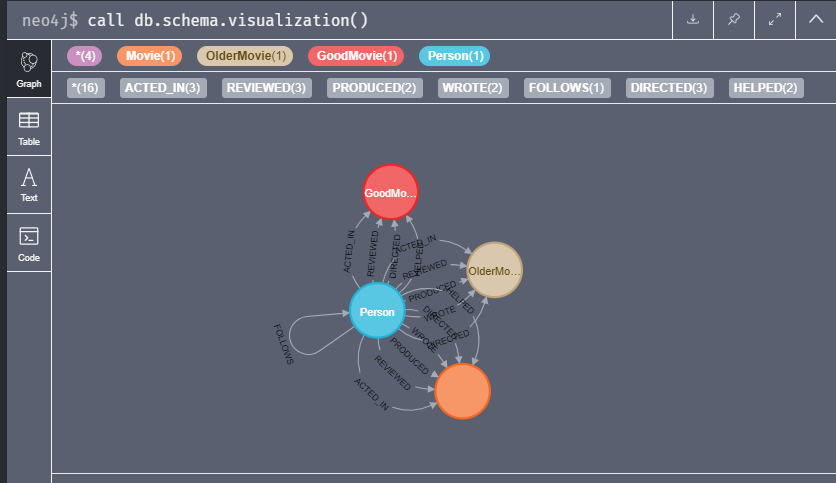 neo4j$ call db.schema.visualization()
*(4) Movie(1) OlderMovie(1) GoodMovie(1) Person(1)
*(16) ACTED_IN(3) REVIEWED(3) PRODUCED(2) WROTE(2) FOLLOWS(1) DIRECTED(3) HELPED(2)
Graph
Table
Text
Code
GoodMo...
ACTED_IN
REVIEWED
DIRECTED
HELPED
ACTED_IN
REVIEWED
PRODUCED
WROTE
DIRECTED
OlderMo...
Person
FOLLOWS
HELPED
DIRECTED
WROTE
PRODUCED
REVIEWED
ACTED_IN